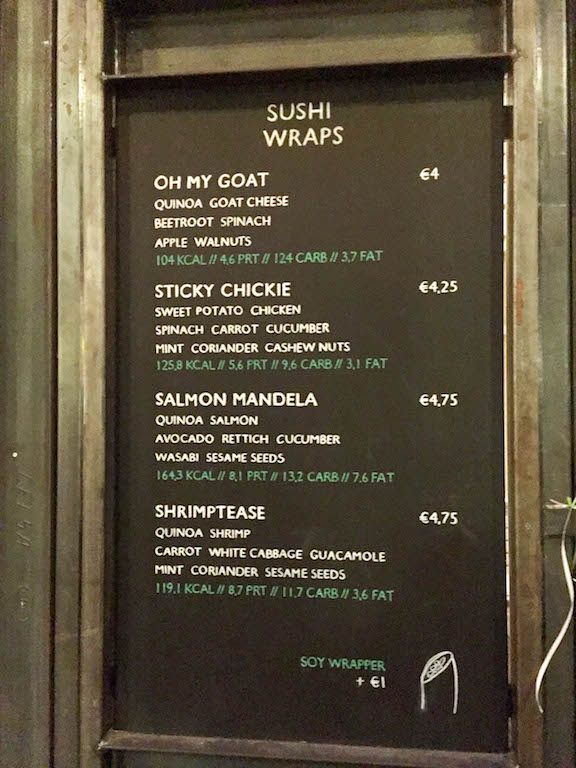 SUSHI
WRAPS
OH MY GOAT €4
QUINOA GOAT CHEESE
BEETROOT SPINACH
APPLE WALNUTS
104 KCAL // 4,6 PRT // 124 CARB // 3,7 FAT
STICKY CHICKIE €4,25
SWEET POTATO CHICKEN
SPINACH CARROT CUCUMBER
MINT CORIANDER CASHEW NUTS
125,8 KCAL // 5,6 PRT // 9,6 CARB // 3,1 FAT
SALMON MANDELA €4,75
QUINOA SALMON
AVOCADO RETTICH CUCUMBER
WASABI SESAME SEEDS
164,3 KCAL // 8,1 PRT // 13,2 CARB // 7,6 FAT
SHRIMPTEASE €4,75
QUINOA SHRIMP
CARROT WHITE CABBAGE GUACAMOLE
MINT CORIANDER SESAME SEEDS
119,1 KCAL // 8,7 PRT // 11,7 CARB // 3,6 FAT
SOY WRAPPER
+ €1